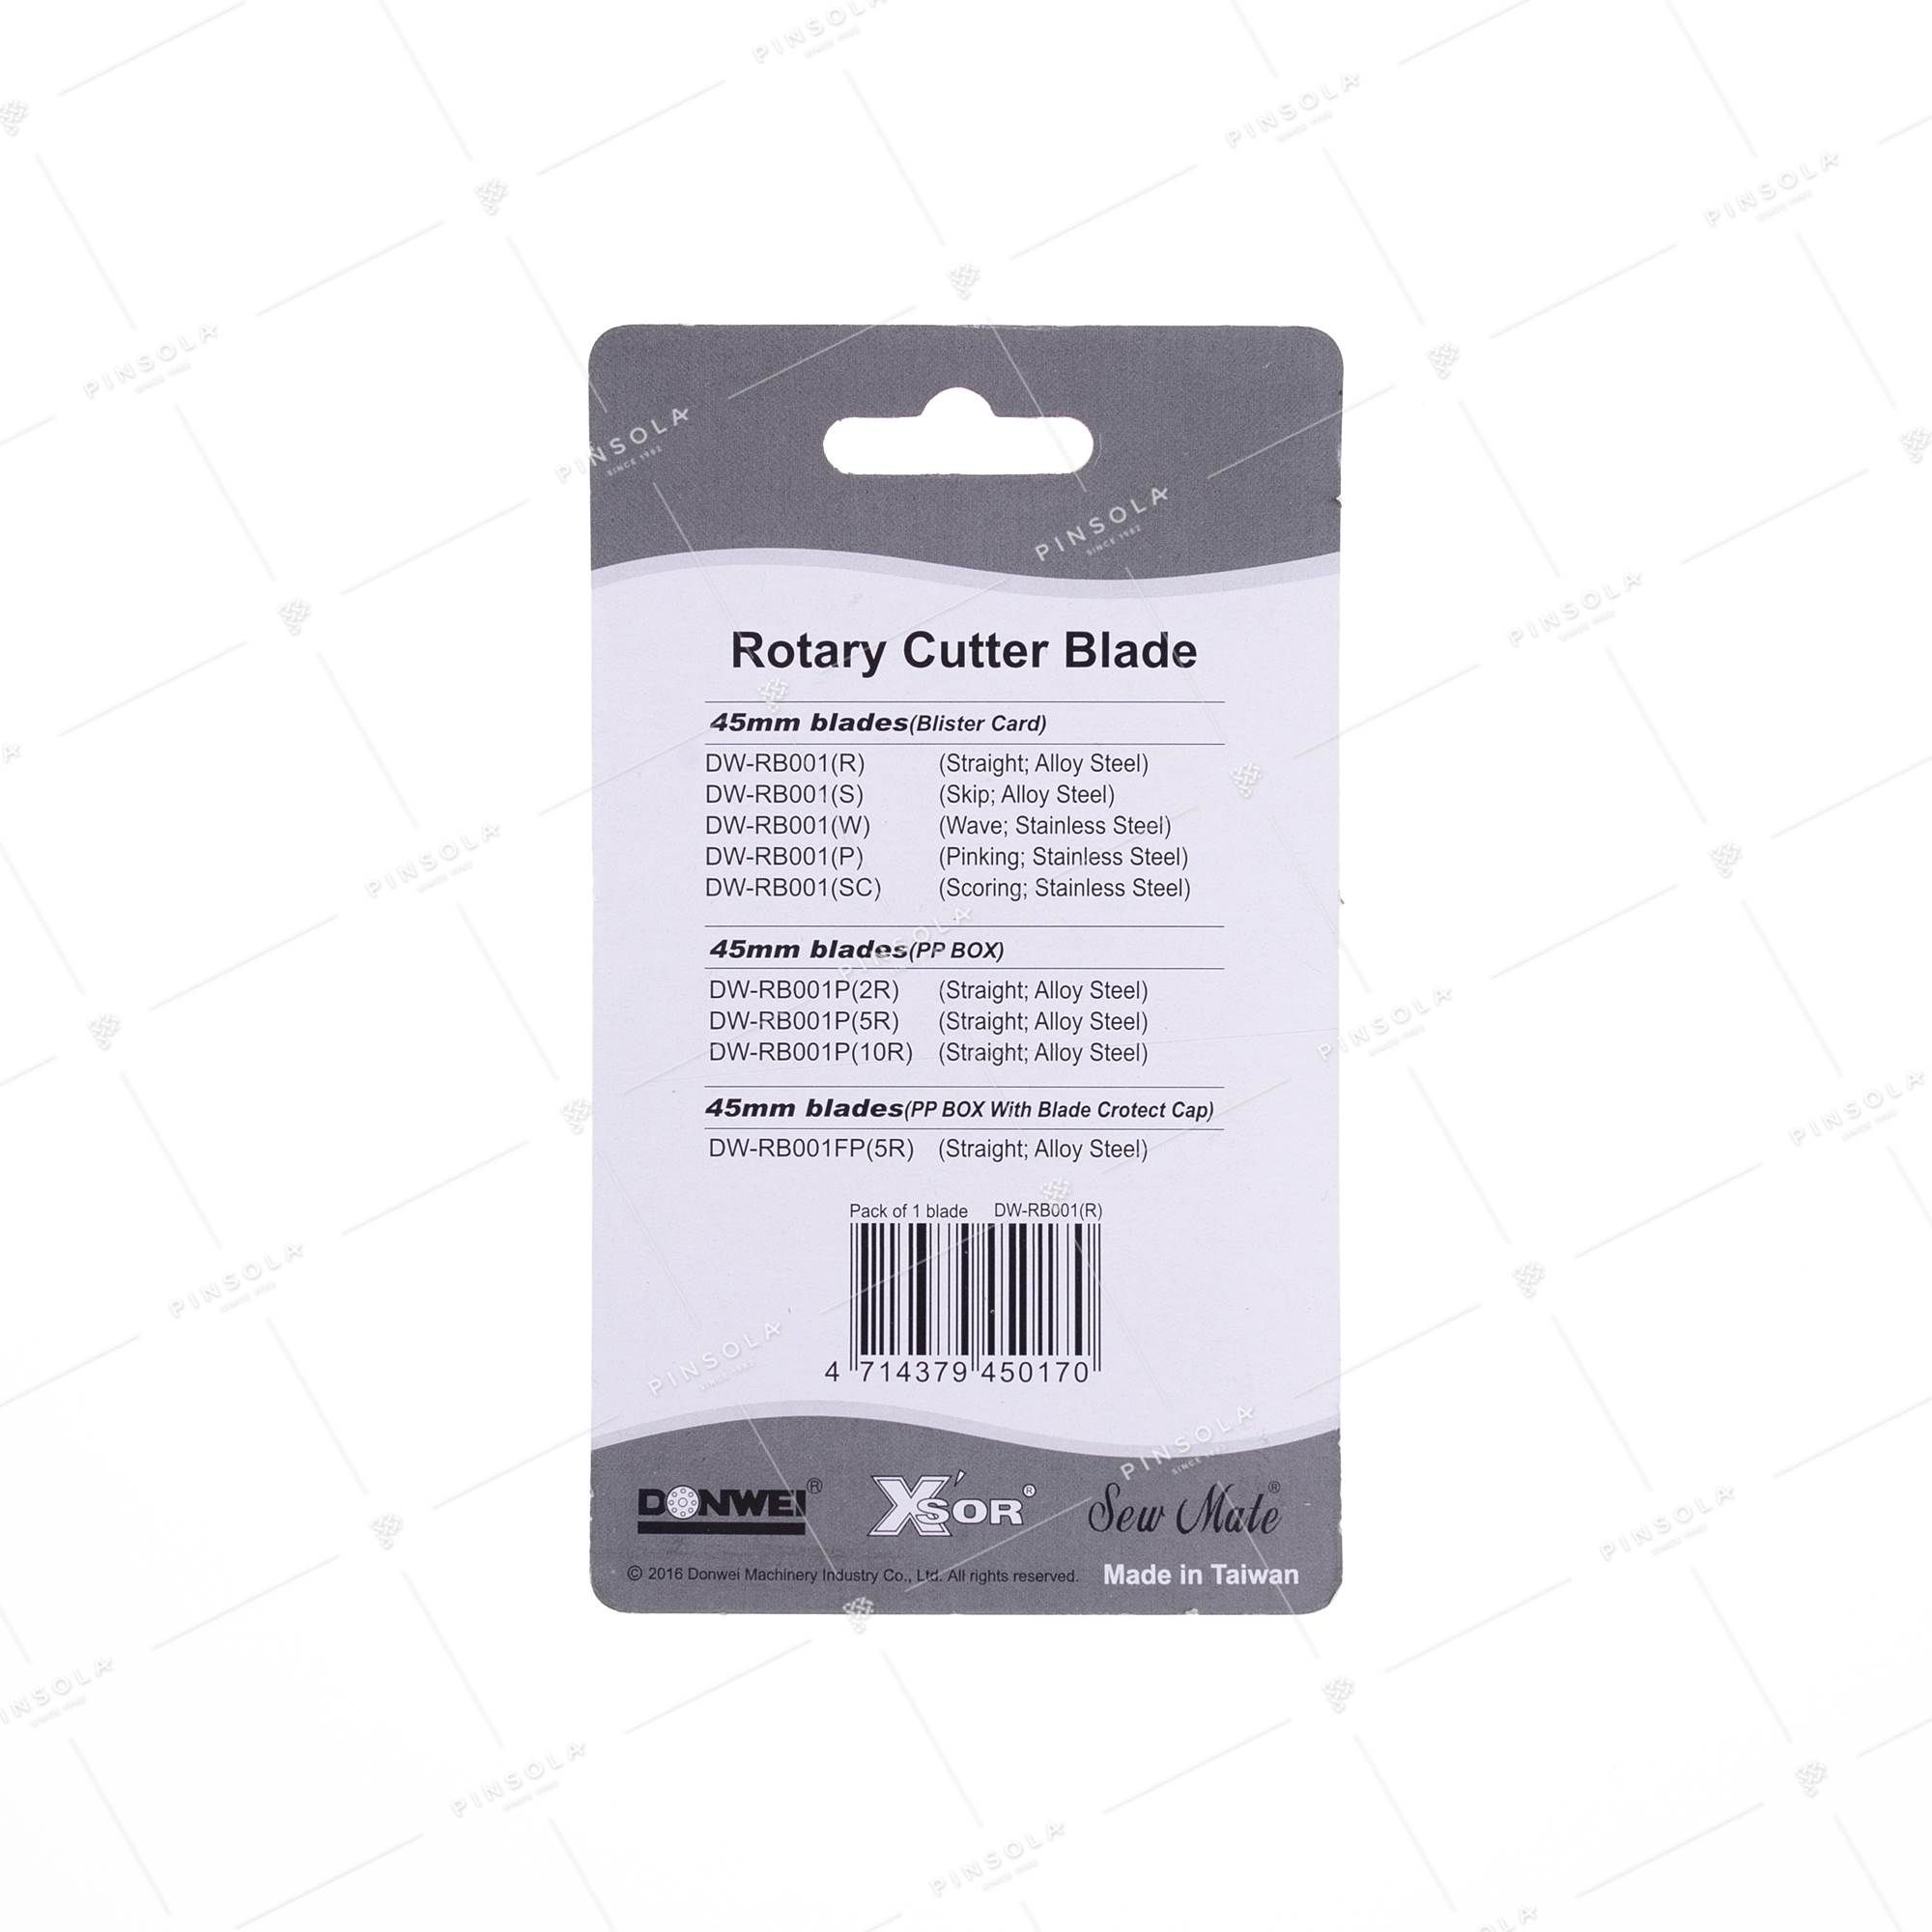 Rotary Cutter Blade
45mm blades(Blister Card)
DW-RB001(R) (Straight; Alloy Steel)
DW-RB001(S) (Skip; Alloy Steel)
DW-RB001(W) (Wave; Stainless Steel)
DW-RB001(P) (Pinking; Stainless Steel)
DW-RB001(SC) (Scoring; Stainless Steel)
45mm blades(PP BOX)
DW-RB001P(2R) (Straight; Alloy Steel)
DW-RB001P(5R) (Straight; Alloy Steel)
DW-RB001P(10R) (Straight; Alloy Steel)
45mm blades(PP BOX With Blade Crotect Cap)
DW-RB001FP(5R) (Straight; Alloy Steel)
Pack of 1 blade DW-RB001(R)
4 714379 450170
DONWEI® X'SOR® Sew Mate®
© 2016 Donwei Machinery Industry Co., Ltd. All rights reserved. Made in Taiwan
PINSOLA
SINCE 1982